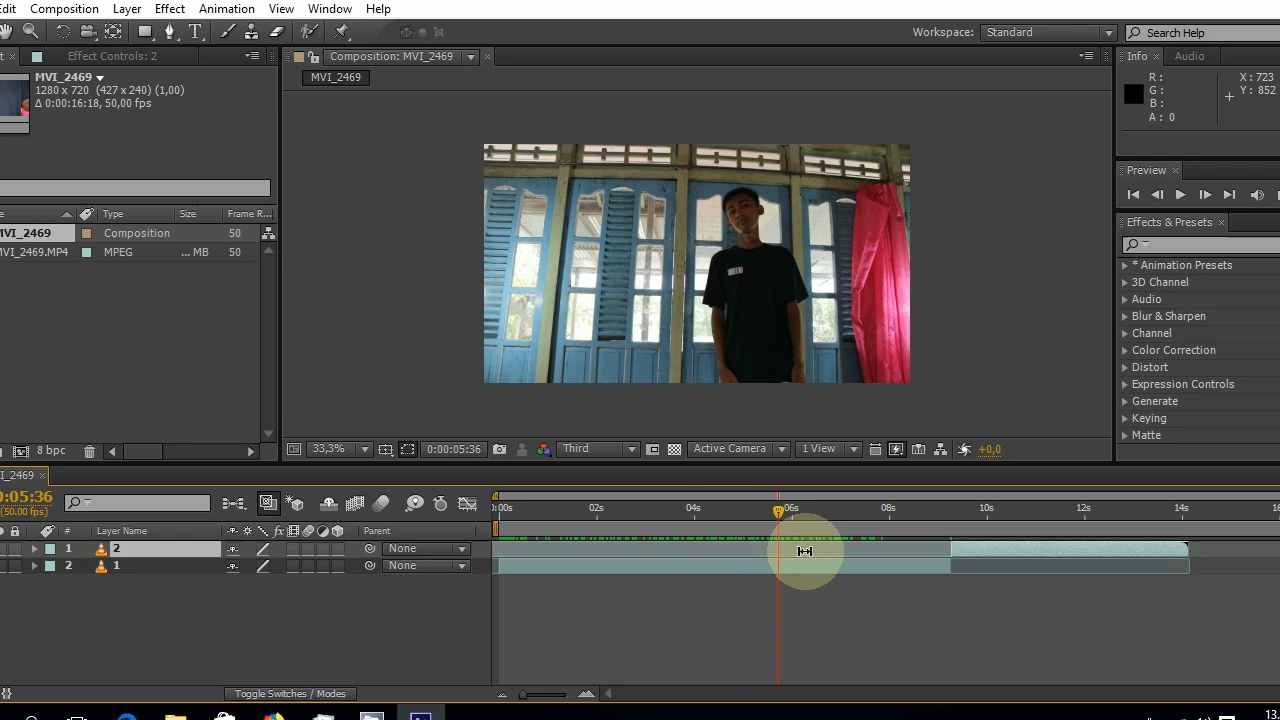 Edit Composition Layer Effect Animation View Window Help
Workspace: Standard Search Help
Effect Controls: 2
Composition: MVI_2469
Info Audio
MVI_2469
1280 x 720 (427 x 240) (1,00)
Δ 0:00:16:18, 50,00 fps
MVI_2469
R :
G :
B :
A : 0
X : 723
Y : 852
Preview
Type Size Frame R...
MVI_2469 Composition 50
MVI_2469.MP4 MPEG ... MB 50
Effects & Presets
* Animation Presets
3D Channel
Audio
Blur & Sharpen
Channel
Color Correction
Distort
Expression Controls
Generate
Keying
Matte
8 bpc
33,3% 0:00:05:36 Third Active Camera 1 View +0,0
I_2469
0:05:36
(50.00 fps)
:00s 02s 04s 06s 08s 10s 12s 14s 16
# Layer Name Parent
1 2 None
2 1 None
Toggle Switches / Modes
13.